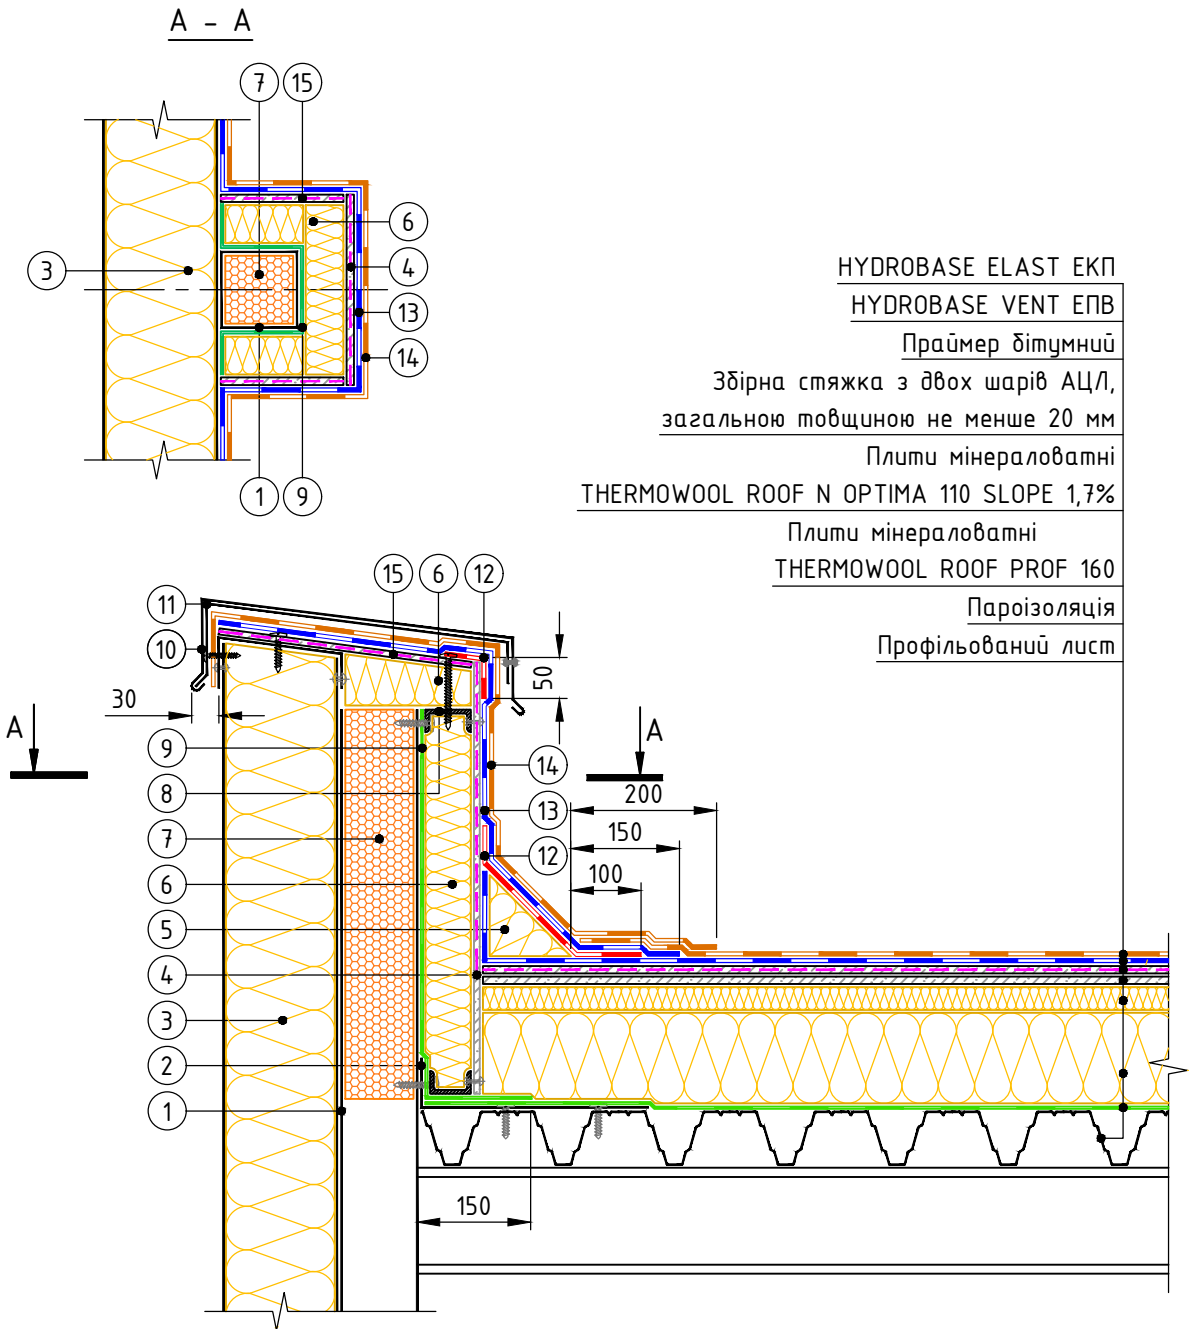 А - А
7 15
6
3
4
13
14
1 9
HYDROBASE ELAST ЕКП
HYDROBASE VENT ЕПВ
Праймер бітумний
Збірна стяжка з двох шарів АЦЛ,
загальною товщиною не менше 20 мм
Плити мінераловатні
THERMOWOOL ROOF N OPTIMA 110 SLOPE 1,7%
Плити мінераловатні
THERMOWOOL ROOF PROF 160
Пароізоляція
Профільований лист
15 6 12
11
10
50
30
А
А
9
14
8
200
13
7
150
12
6
100
5
4
3
2
1
150